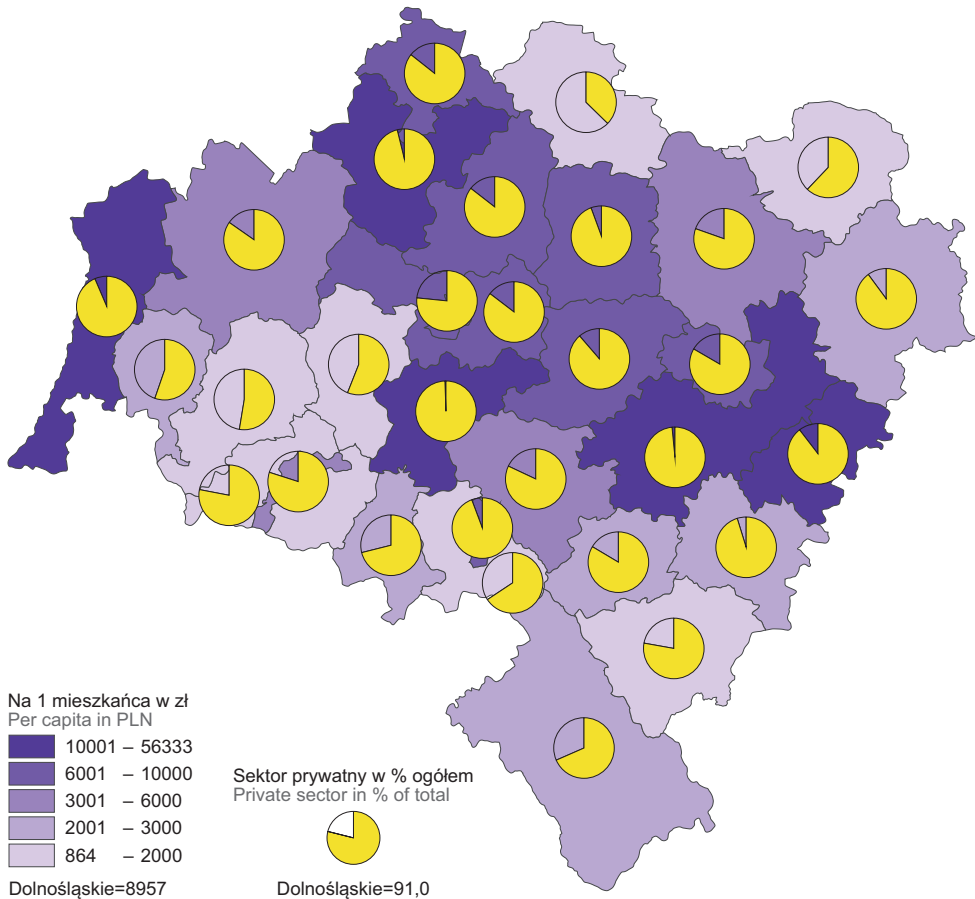 Na 1 mieszkańca w zł
Per capita in PLN
10001 – 56333
6001 – 10000
3001 – 6000
2001 – 3000
864 – 2000
Dolnośląskie=8957
Sektor prywatny w % ogółem
Private sector in % of total
Dolnośląskie=91,0